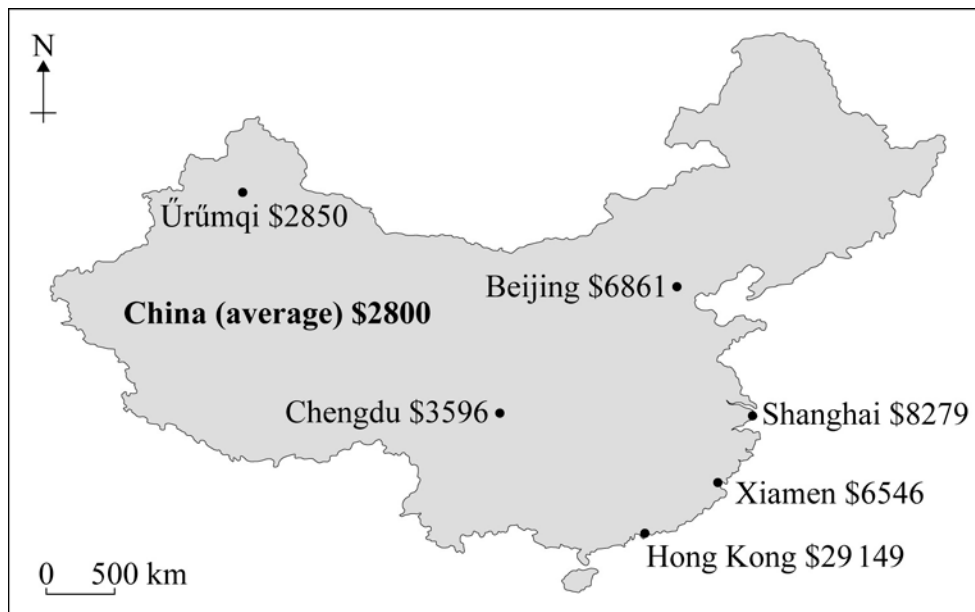 N
Űrűmqi $2850
Beijing $6861
China (average) $2800
Chengdu $3596
Shanghai $8279
Xiamen $6546
Hong Kong $29 149
0 500 km